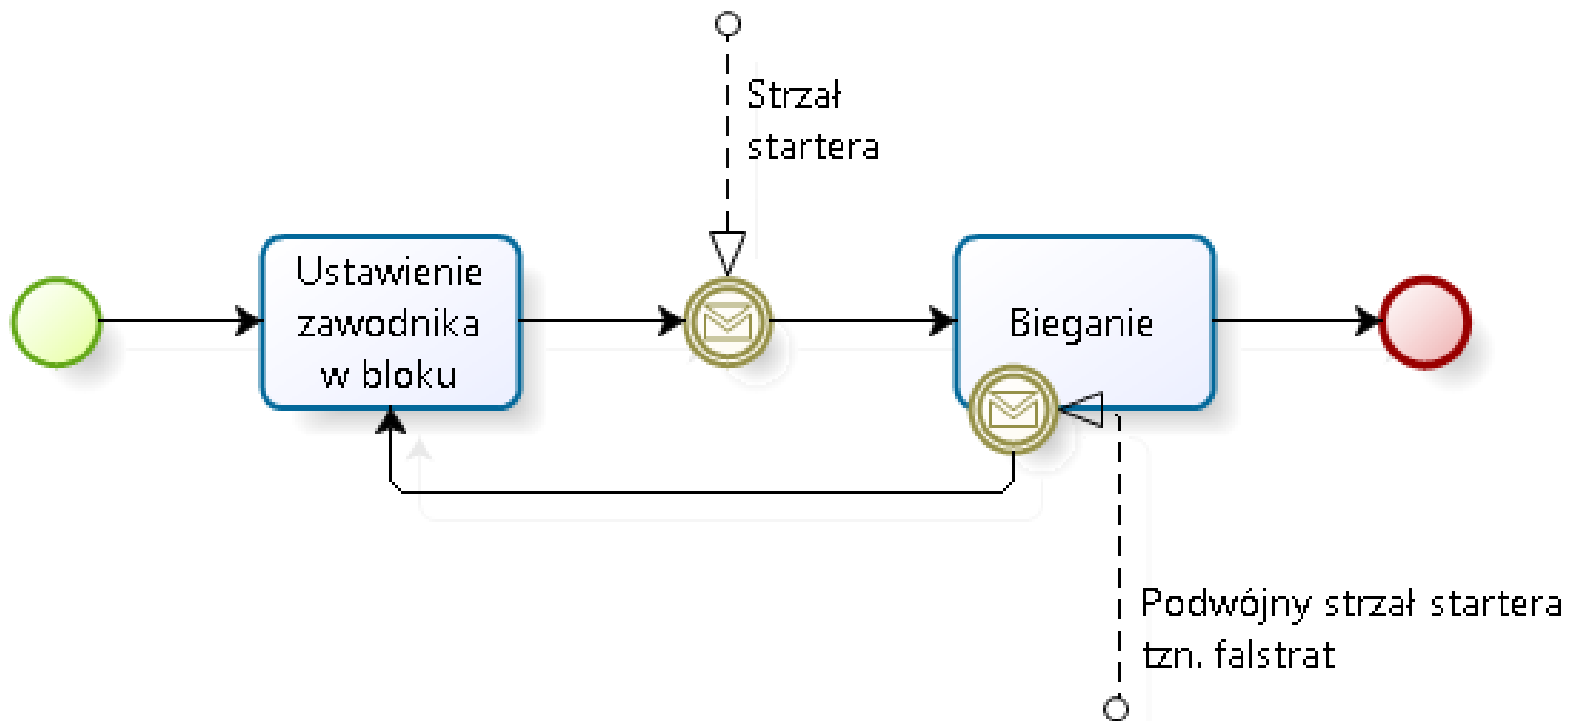 Strzał
startera
Ustawienie
zawodnika
w bloku
Bieganie
Podwójny strzał startera
tzn. falstrat